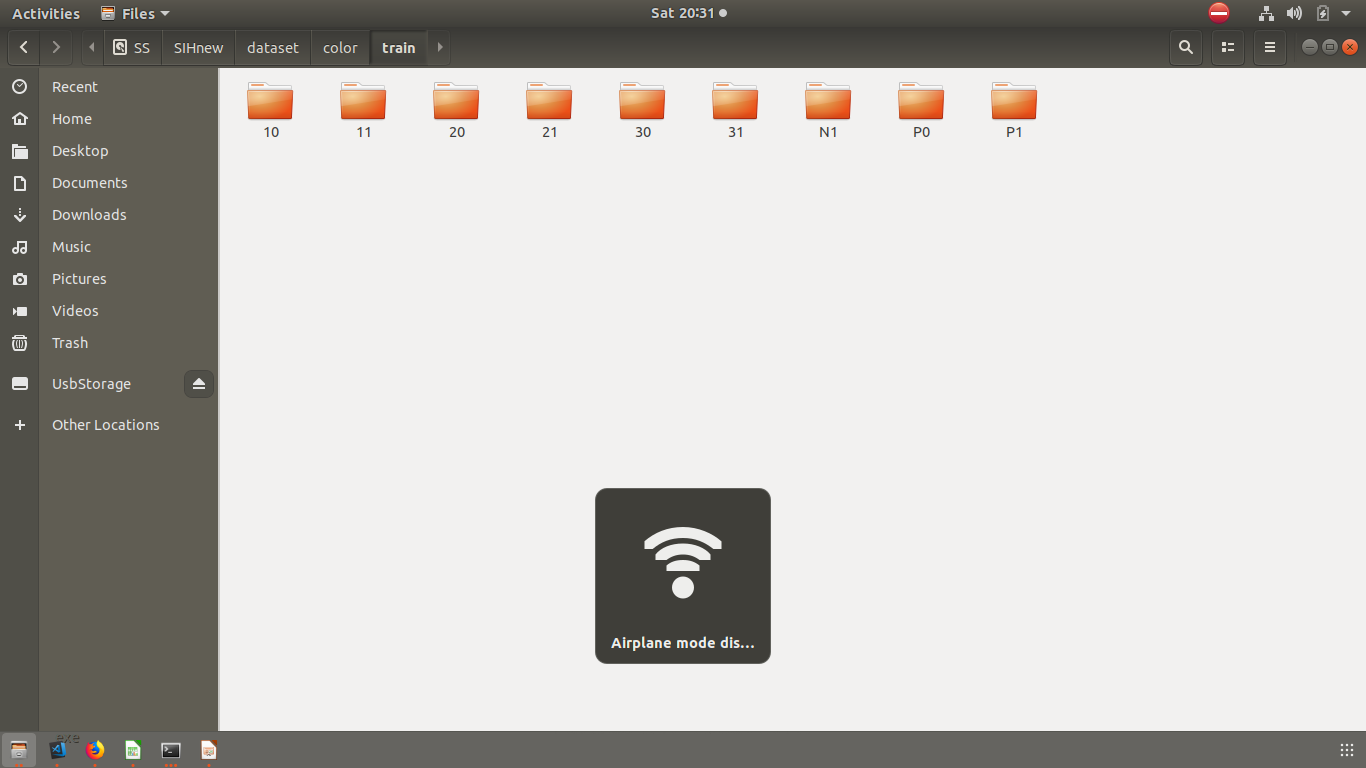 Activities Files Sat 20:31
SS SIHnew dataset color train
Recent
Home
Desktop
Documents
Downloads
Music
Pictures
Videos
Trash
UsbStorage
Other Locations
10 11 20 21 30 31 N1 P0 P1
Airplane mode dis...
exe